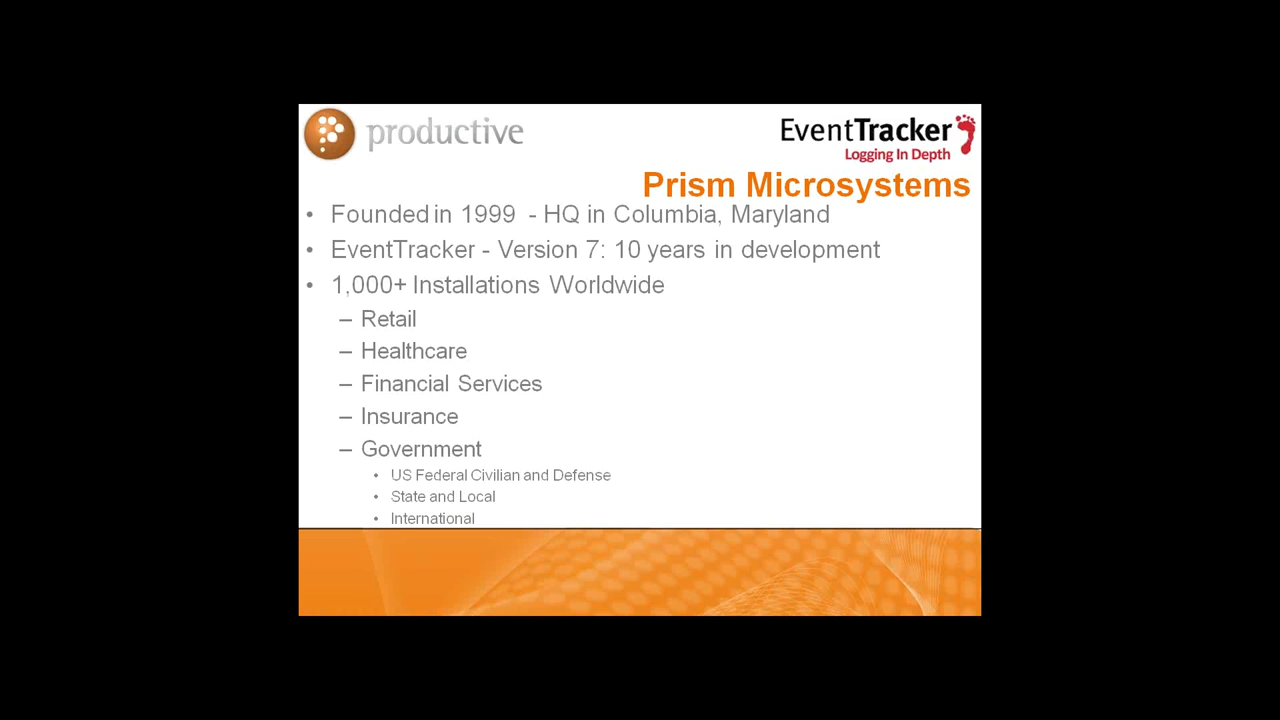 productive
EventTracker
Logging In Depth
Prism Microsystems
• Founded in 1999 - HQ in Columbia, Maryland
• EventTracker - Version 7: 10 years in development
• 1,000+ Installations Worldwide
– Retail
– Healthcare
– Financial Services
– Insurance
– Government
• US Federal Civilian and Defense
• State and Local
• International